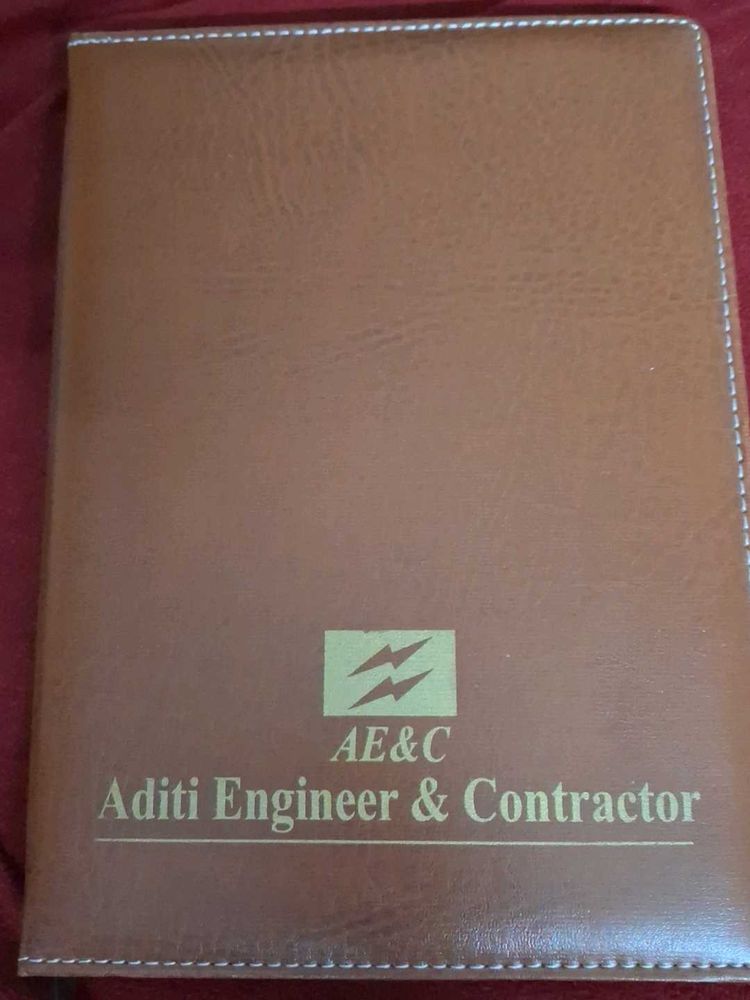 AE&C
Aditi Engineer & Contractor